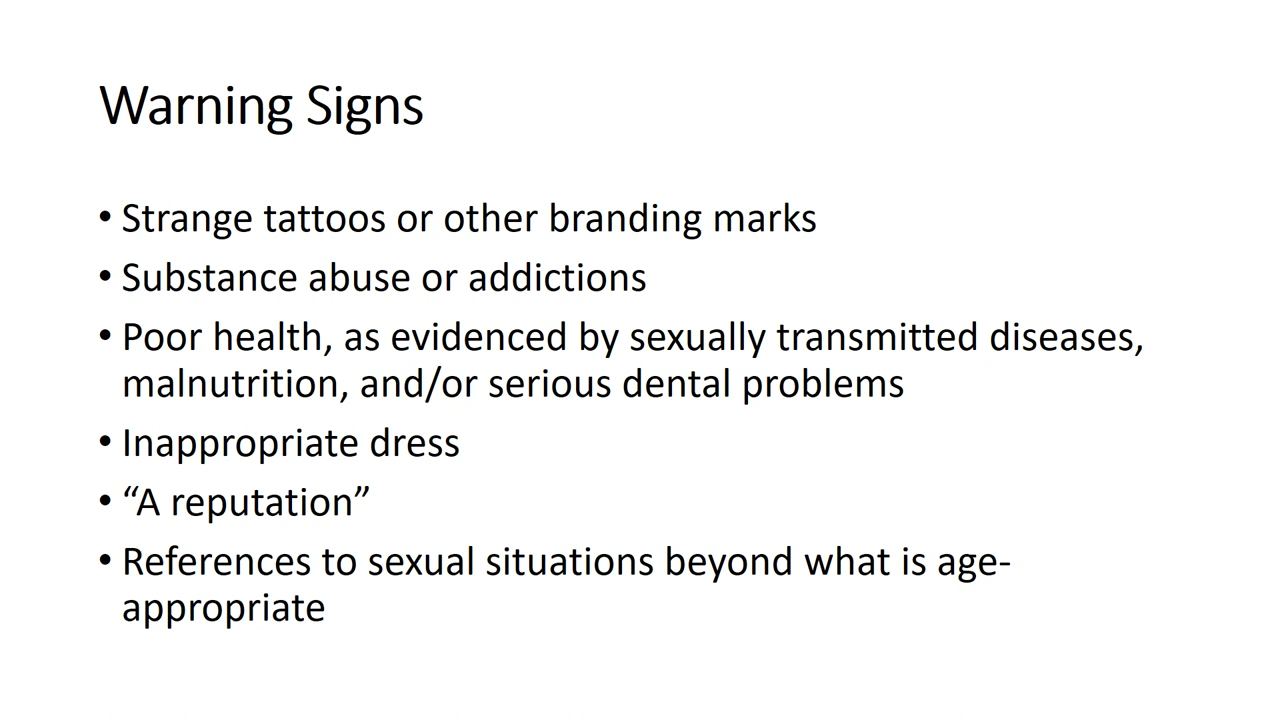 Warning Signs
• Strange tattoos or other branding marks
• Substance abuse or addictions
• Poor health, as evidenced by sexually transmitted diseases,
malnutrition, and/or serious dental problems
• Inappropriate dress
• “A reputation”
• References to sexual situations beyond what is age-
appropriate